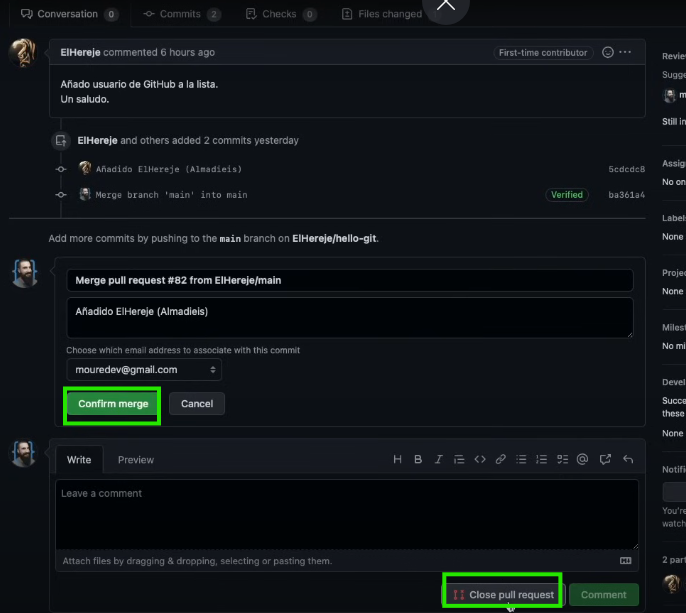 Conversation 0 Commits 2 Checks 0 Files changed
ElHereje commented 6 hours ago First-time contributor
Añado usuario de GitHub a la lista.
Un saludo.
ElHereje and others added 2 commits yesterday
Añadido ElHereje (Almadieis) 5cdcdc8
Merge branch 'main' into main Verified ba361a4
Add more commits by pushing to the main branch on ElHereje/hello-git.
Merge pull request #82 from ElHereje/main
Añadido ElHereje (Almadieis)
Choose which email address to associate with this commit
mouredev@gmail.com
Confirm merge Cancel
Write Preview
Leave a comment
Attach files by dragging & dropping, selecting or pasting them.
Close pull request Comment
Revie
Sugge
m
Still in
Assig
No on
Labels
None
Projec
None
Milest
No mi
Devel
Succe
these
None
Notific
You're
watch
2 part